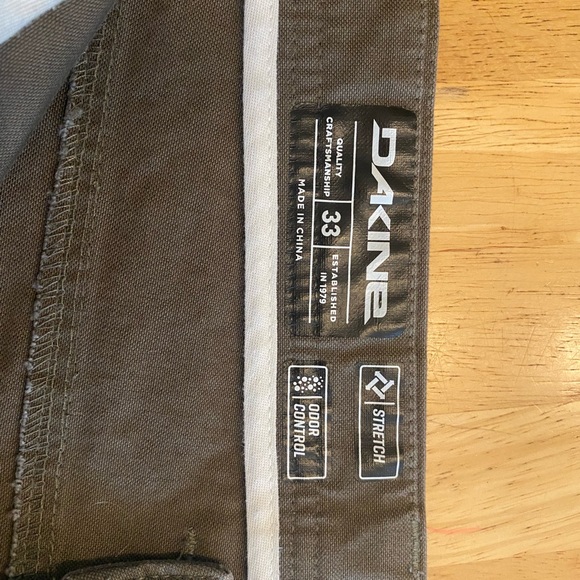 DAKINE
QUALITY
CRAFTSMANSHIP
33
ESTABLISHED
IN 1979
MADE IN CHINA
STRETCH
ODOR
CONTROL